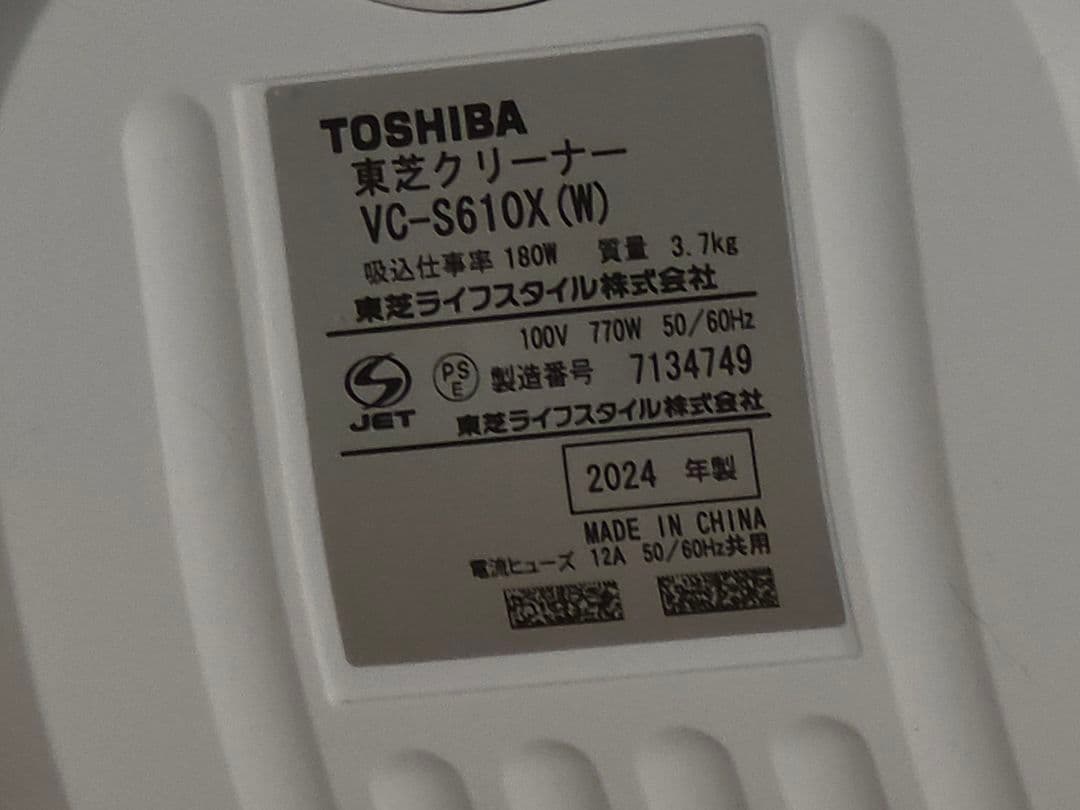 TOSHIBA
東芝クリーナー
VC-S610X(W)
吸込仕事率 180W 質量 3.7kg
東芝ライフスタイル株式会社
100V 770W 50/60Hz
JET PSE 製造番号 7134749
東芝ライフスタイル株式会社
2024 年製
MADE IN CHINA
電流ヒューズ 12A 50/60Hz共用